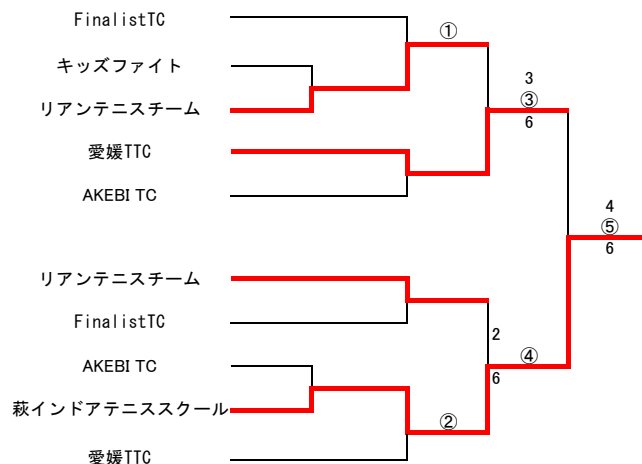 FinalistTC
①
キッズファイト
3
リアンテニスチーム
③
6
愛媛TTC
AKEBI TC
4
⑤
6
リアンテニスチーム
FinalistTC
2
④
AKEBI TC
6
萩インドアテニススクール
②
愛媛TTC